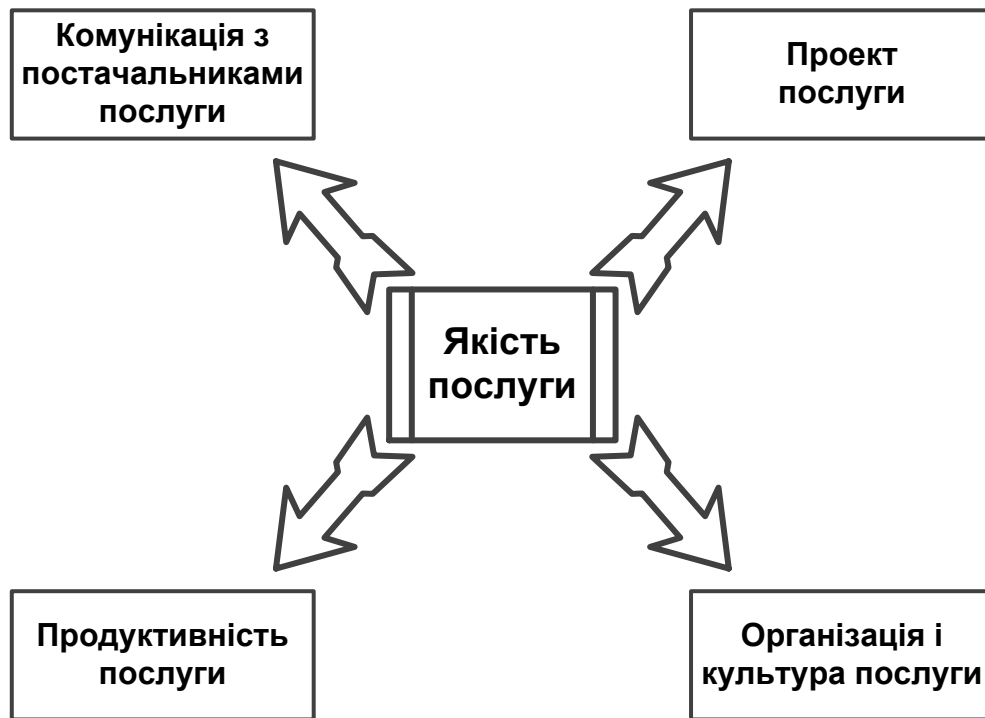 Комунікація з
постачальниками
послуги
Проект
послуги
Якість
послуги
Продуктивність
послуги
Організація і
культура послуги